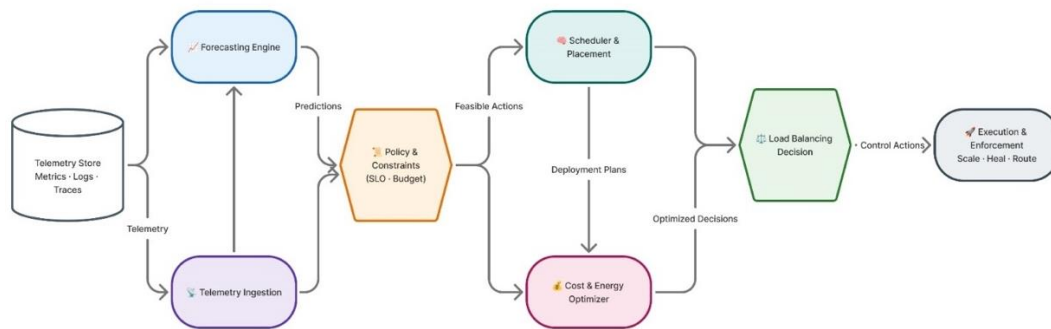 📈 Forecasting Engine
🧠 Scheduler &
Placement
Predictions
Feasible Actions
Telemetry Store
Metrics · Logs ·
Traces
📜 Policy &
Constraints
(SLO · Budget)
⚖️ Load Balancing
Decision
Control Actions
🚀 Execution &
Enforcement
Scale · Heal · Route
Deployment Plans
Telemetry
Optimized Decisions
📡 Telemetry Ingestion
💰 Cost & Energy
Optimizer